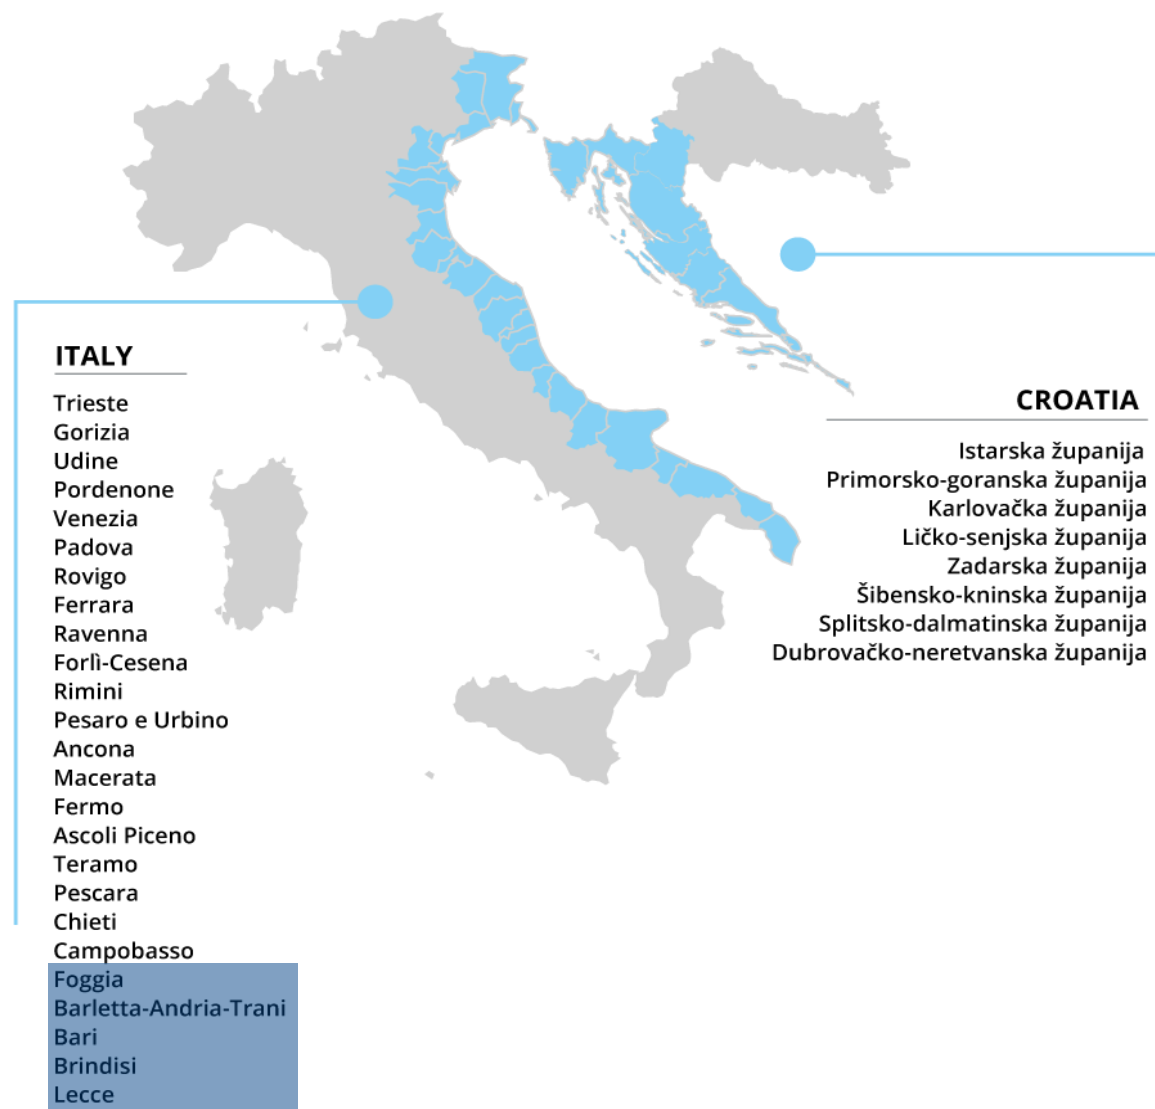 ITALY
Trieste
Gorizia
Udine
Pordenone
Venezia
Padova
Rovigo
Ferrara
Ravenna
Forlì-Cesena
Rimini
Pesaro e Urbino
Ancona
Macerata
Fermo
Ascoli Piceno
Teramo
Pescara
Chieti
Campobasso
Foggia
Barletta-Andria-Trani
Bari
Brindisi
Lecce
CROATIA
Istarska županija
Primorsko-goranska županija
Karlovačka županija
Ličko-senjska županija
Zadarska županija
Šibensko-kninska županija
Splitsko-dalmatinska županija
Dubrovačko-neretvanska županija